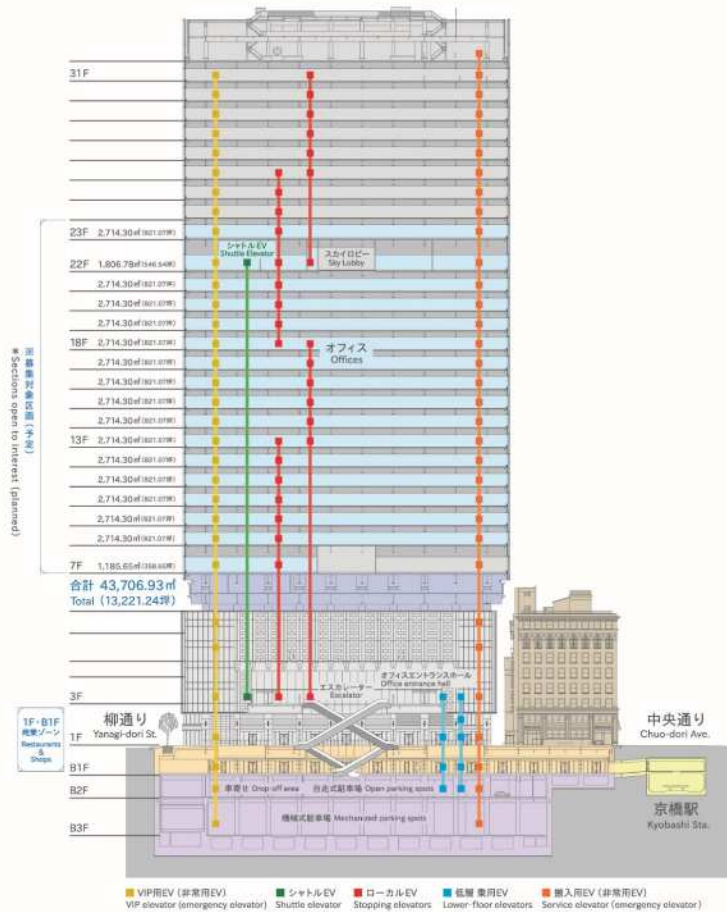 31F
23F 2,714.30㎡(821.07坪)
シャトルEV
Shuttle Elevator
スカイロビー
Sky Lobby
22F 1,806.78㎡(546.54坪)
2,714.30㎡(821.07坪)
2,714.30㎡(821.07坪)
2,714.30㎡(821.07坪)
18F 2,714.30㎡(821.07坪)
オフィス
Offices
2,714.30㎡(821.07坪)
2,714.30㎡(821.07坪)
2,714.30㎡(821.07坪)
2,714.30㎡(821.07坪)
13F 2,714.30㎡(821.07坪)
2,714.30㎡(821.07坪)
2,714.30㎡(821.07坪)
2,714.30㎡(821.07坪)
2,714.30㎡(821.07坪)
2,714.30㎡(821.07坪)
7F 1,185.65㎡(358.65坪)
※募集対象区画(予定)
※Sections open to interest (planned)
合計 43,706.93㎡
Total (13,221.24坪)
オフィスエントランスホール
Office entrance hall
エスカレーター
Escalator
3F
1F・B1F
商業ゾーン
Restaurants
&
Shops
柳通り
Yanagi-dori St.
中央通り
Chuo-dori Ave.
1F
B1F
B2F
車寄せ Drop-off area
自走式駐車場 Open parking spots
機械式駐車場 Mechanized parking spots
B3F
京橋駅
Kyobashi Sta.
VIP用EV(非常用EV)
VIP elevator (emergency elevator)
シャトルEV
Shuttle elevator
ローカルEV
Stopping elevators
低層 乗用EV
Lower-floor elevators
搬入用EV(非常用EV)
Service elevator (emergency elevator)